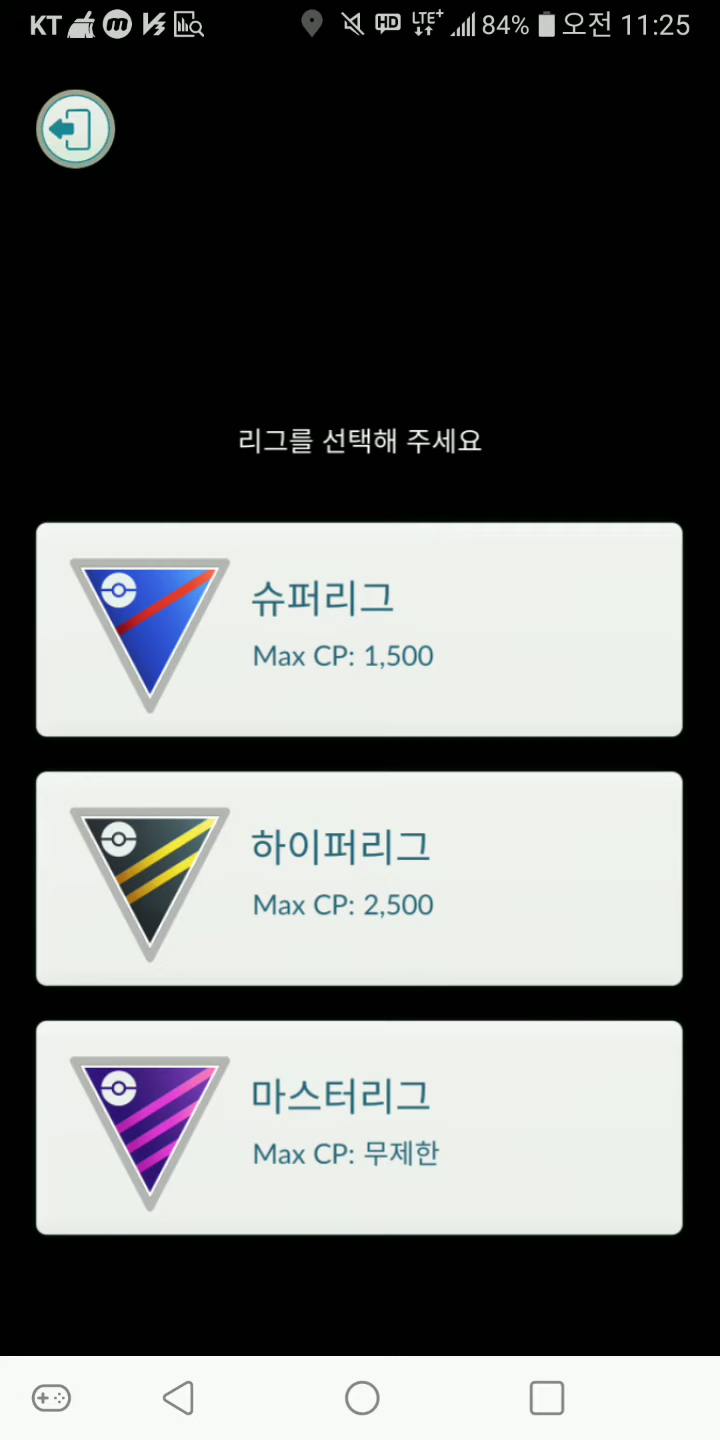 KT HD LTE+ 84% 오전 11:25
리그를 선택해 주세요
슈퍼리그
Max CP: 1,500
하이퍼리그
Max CP: 2,500
마스터리그
Max CP: 무제한